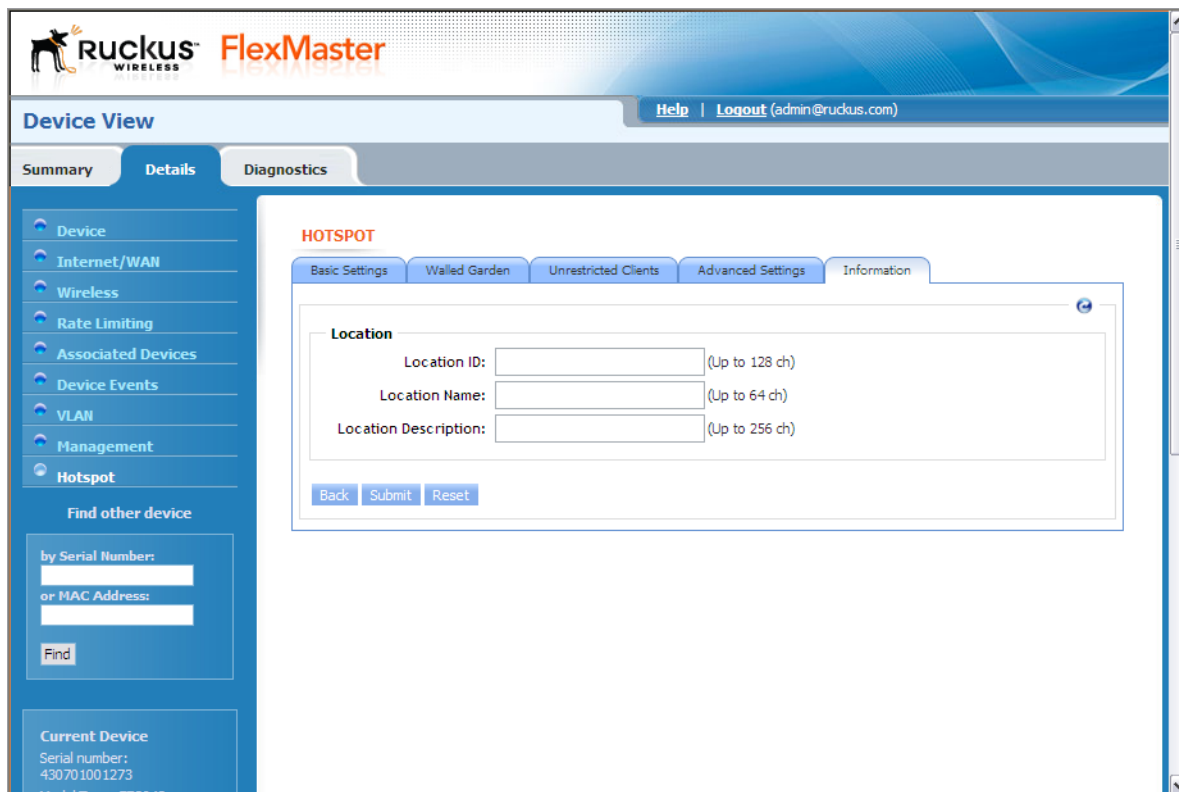 RUCKUS WIRELESS FlexMaster
Device View
Help | Logout (admin@ruckus.com)
Summary Details Diagnostics
Device
Internet/WAN
Wireless
Rate Limiting
Associated Devices
Device Events
VLAN
Management
Hotspot
Find other device
by Serial Number:
or MAC Address:
Find
Current Device
Serial number:
430701001273
HOTSPOT
Basic Settings Walled Garden Unrestricted Clients Advanced Settings Information
Location
Location ID: (Up to 128 ch)
Location Name: (Up to 64 ch)
Location Description: (Up to 256 ch)
Back Submit Reset